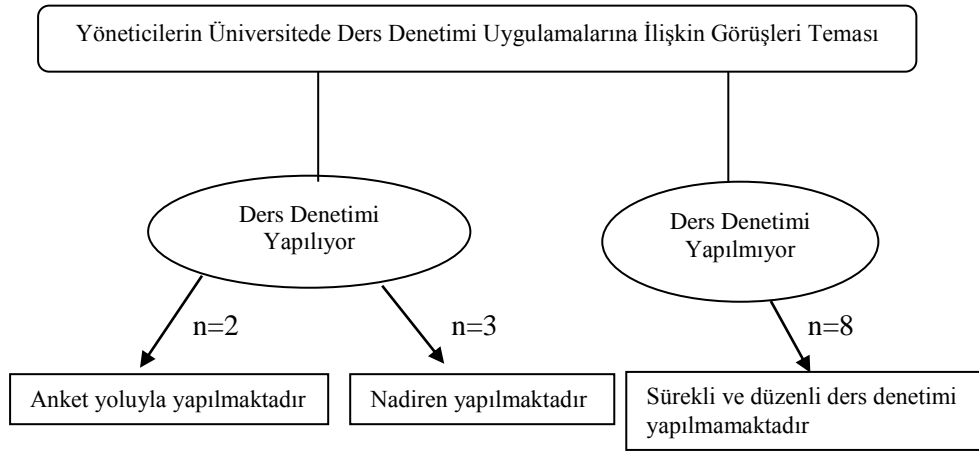 Yöneticilerin Üniversitede Ders Denetimi Uygulamalarına İlişkin Görüşleri Teması
Ders Denetimi
Yapılıyor
Ders Denetimi
Yapılmıyor
n=2
n=3
n=8
Anket yoluyla yapılmaktadır
Nadiren yapılmaktadır
Sürekli ve düzenli ders denetimi
yapılmamaktadır